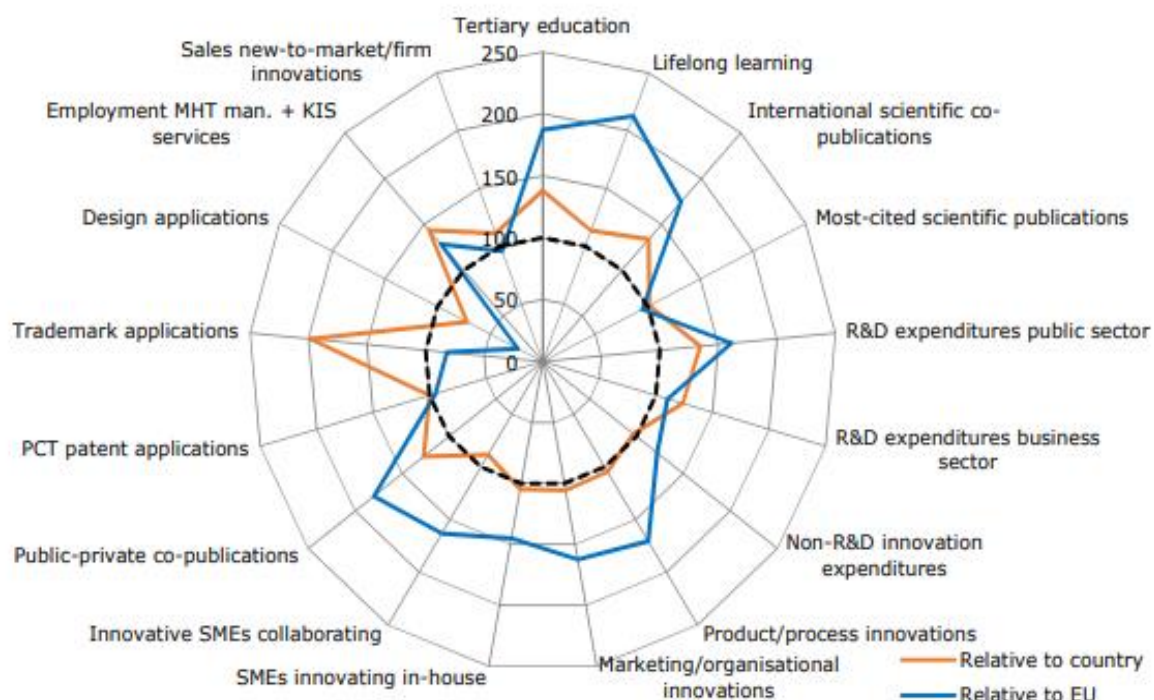 Tertiary education
Sales new-to-market/firm
innovations
250
Lifelong learning
Employment MHT man. + KIS
services
200
International scientific co-
publications
150
Design applications
Most-cited scientific publications
100
50
Trademark applications
R&D expenditures public sector
0
PCT patent applications
R&D expenditures business
sector
Public-private co-publications
Non-R&D innovation
expenditures
Innovative SMEs collaborating
Product/process innovations
SMEs innovating in-house
Marketing/organisational
innovations
Relative to country
Relative to EU